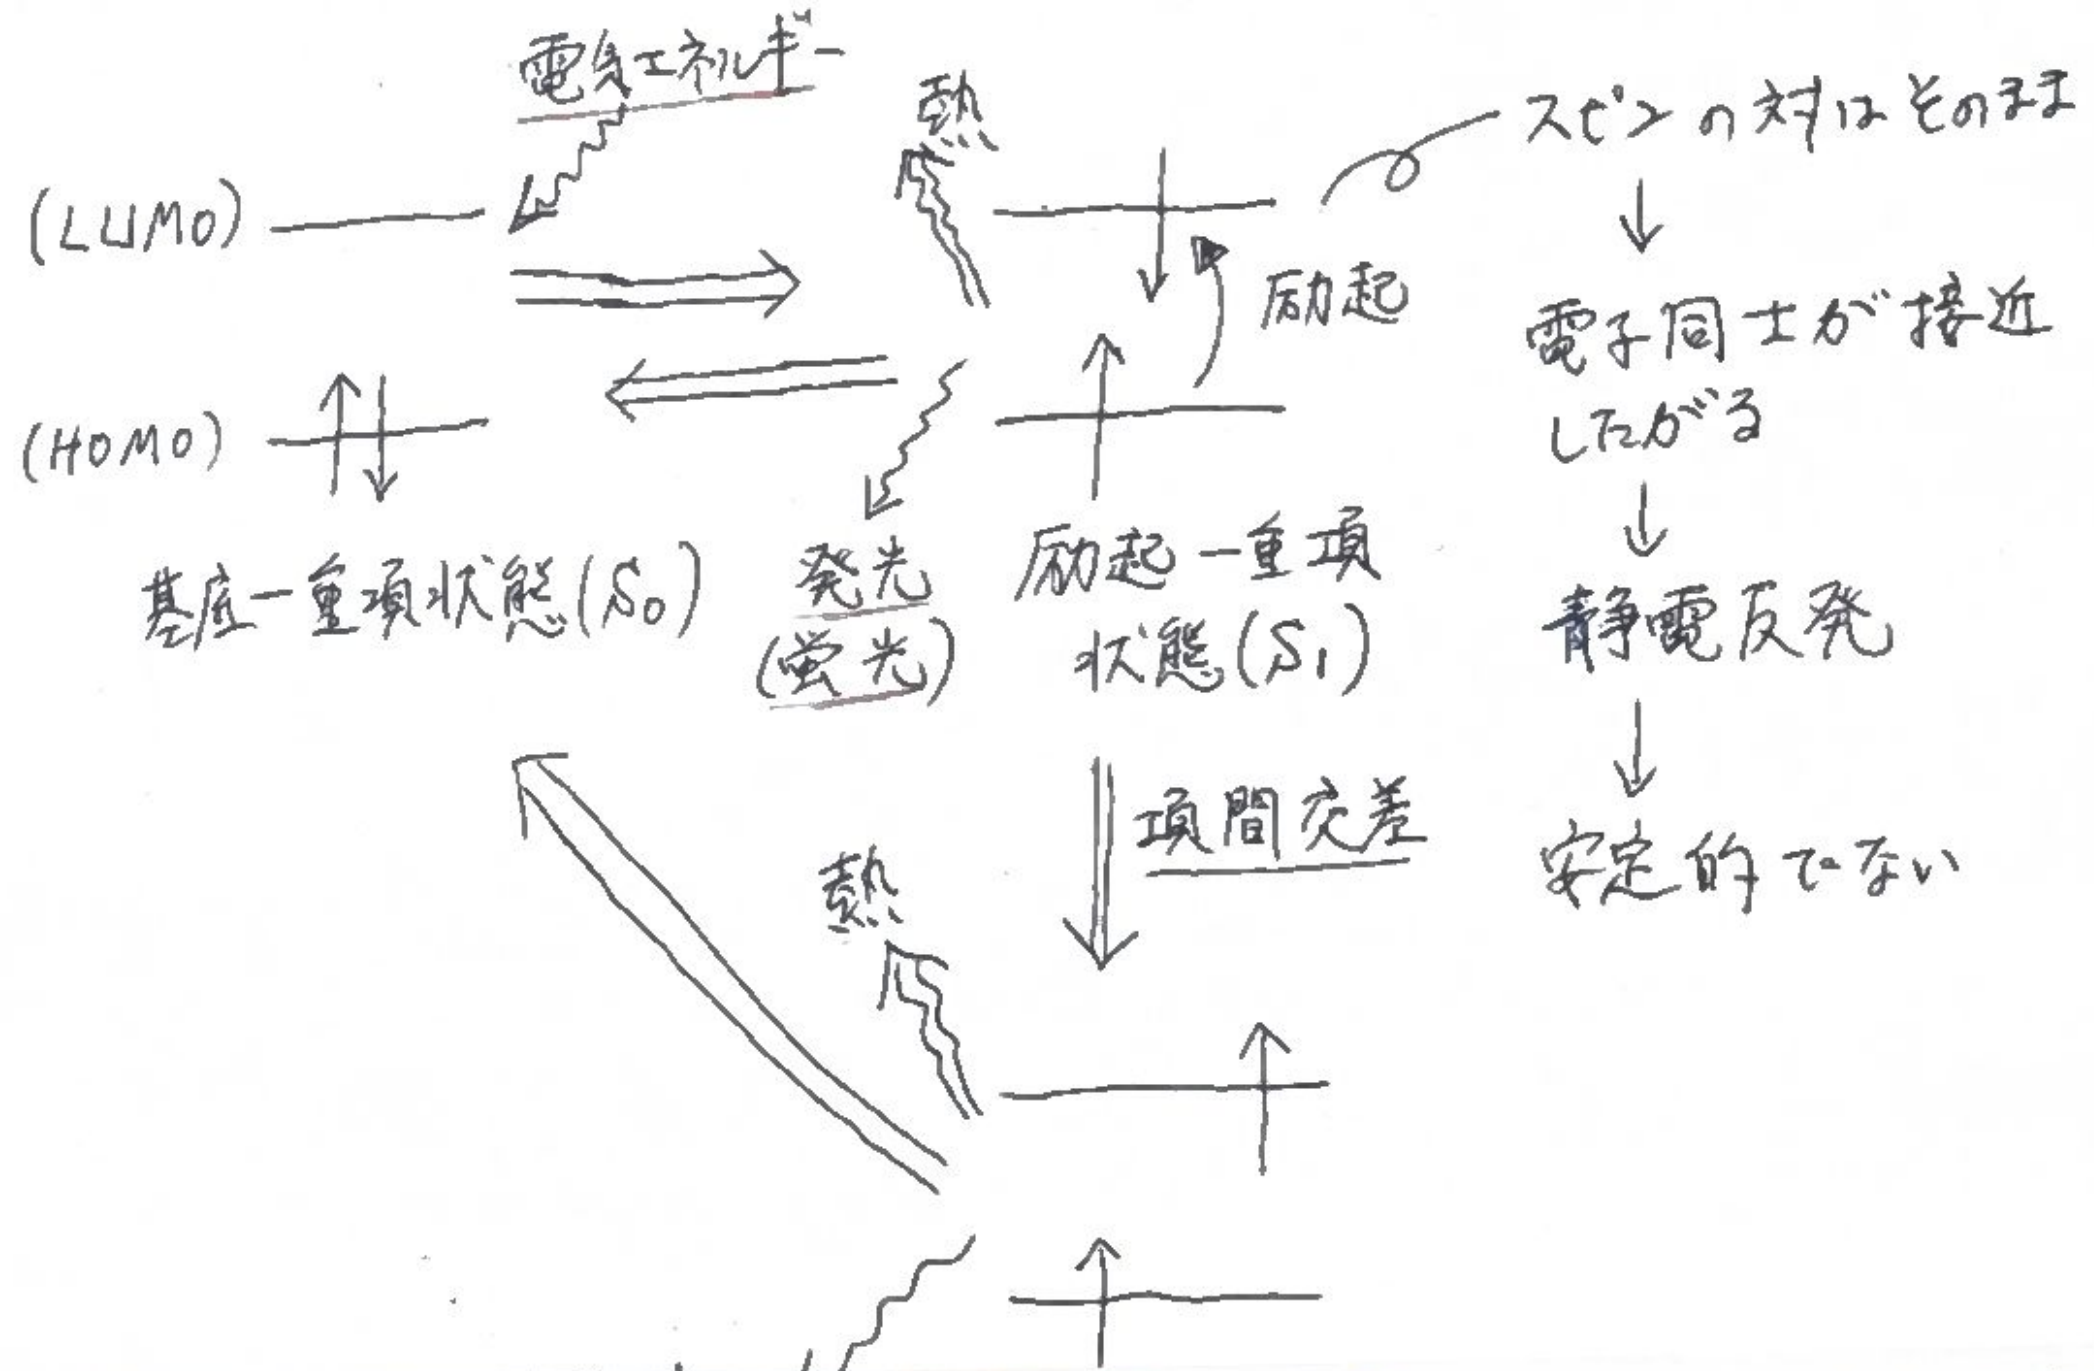 電気エネルギー
熱
スピンの対はそのまま
(LUMO)
励起
電子同士が接近
したがる
(HOMO)
基底一重項状態(S₀)
発光
(蛍光)
励起一重項
状態(S₁)
静電反発
項間交差
安定的でない
熱